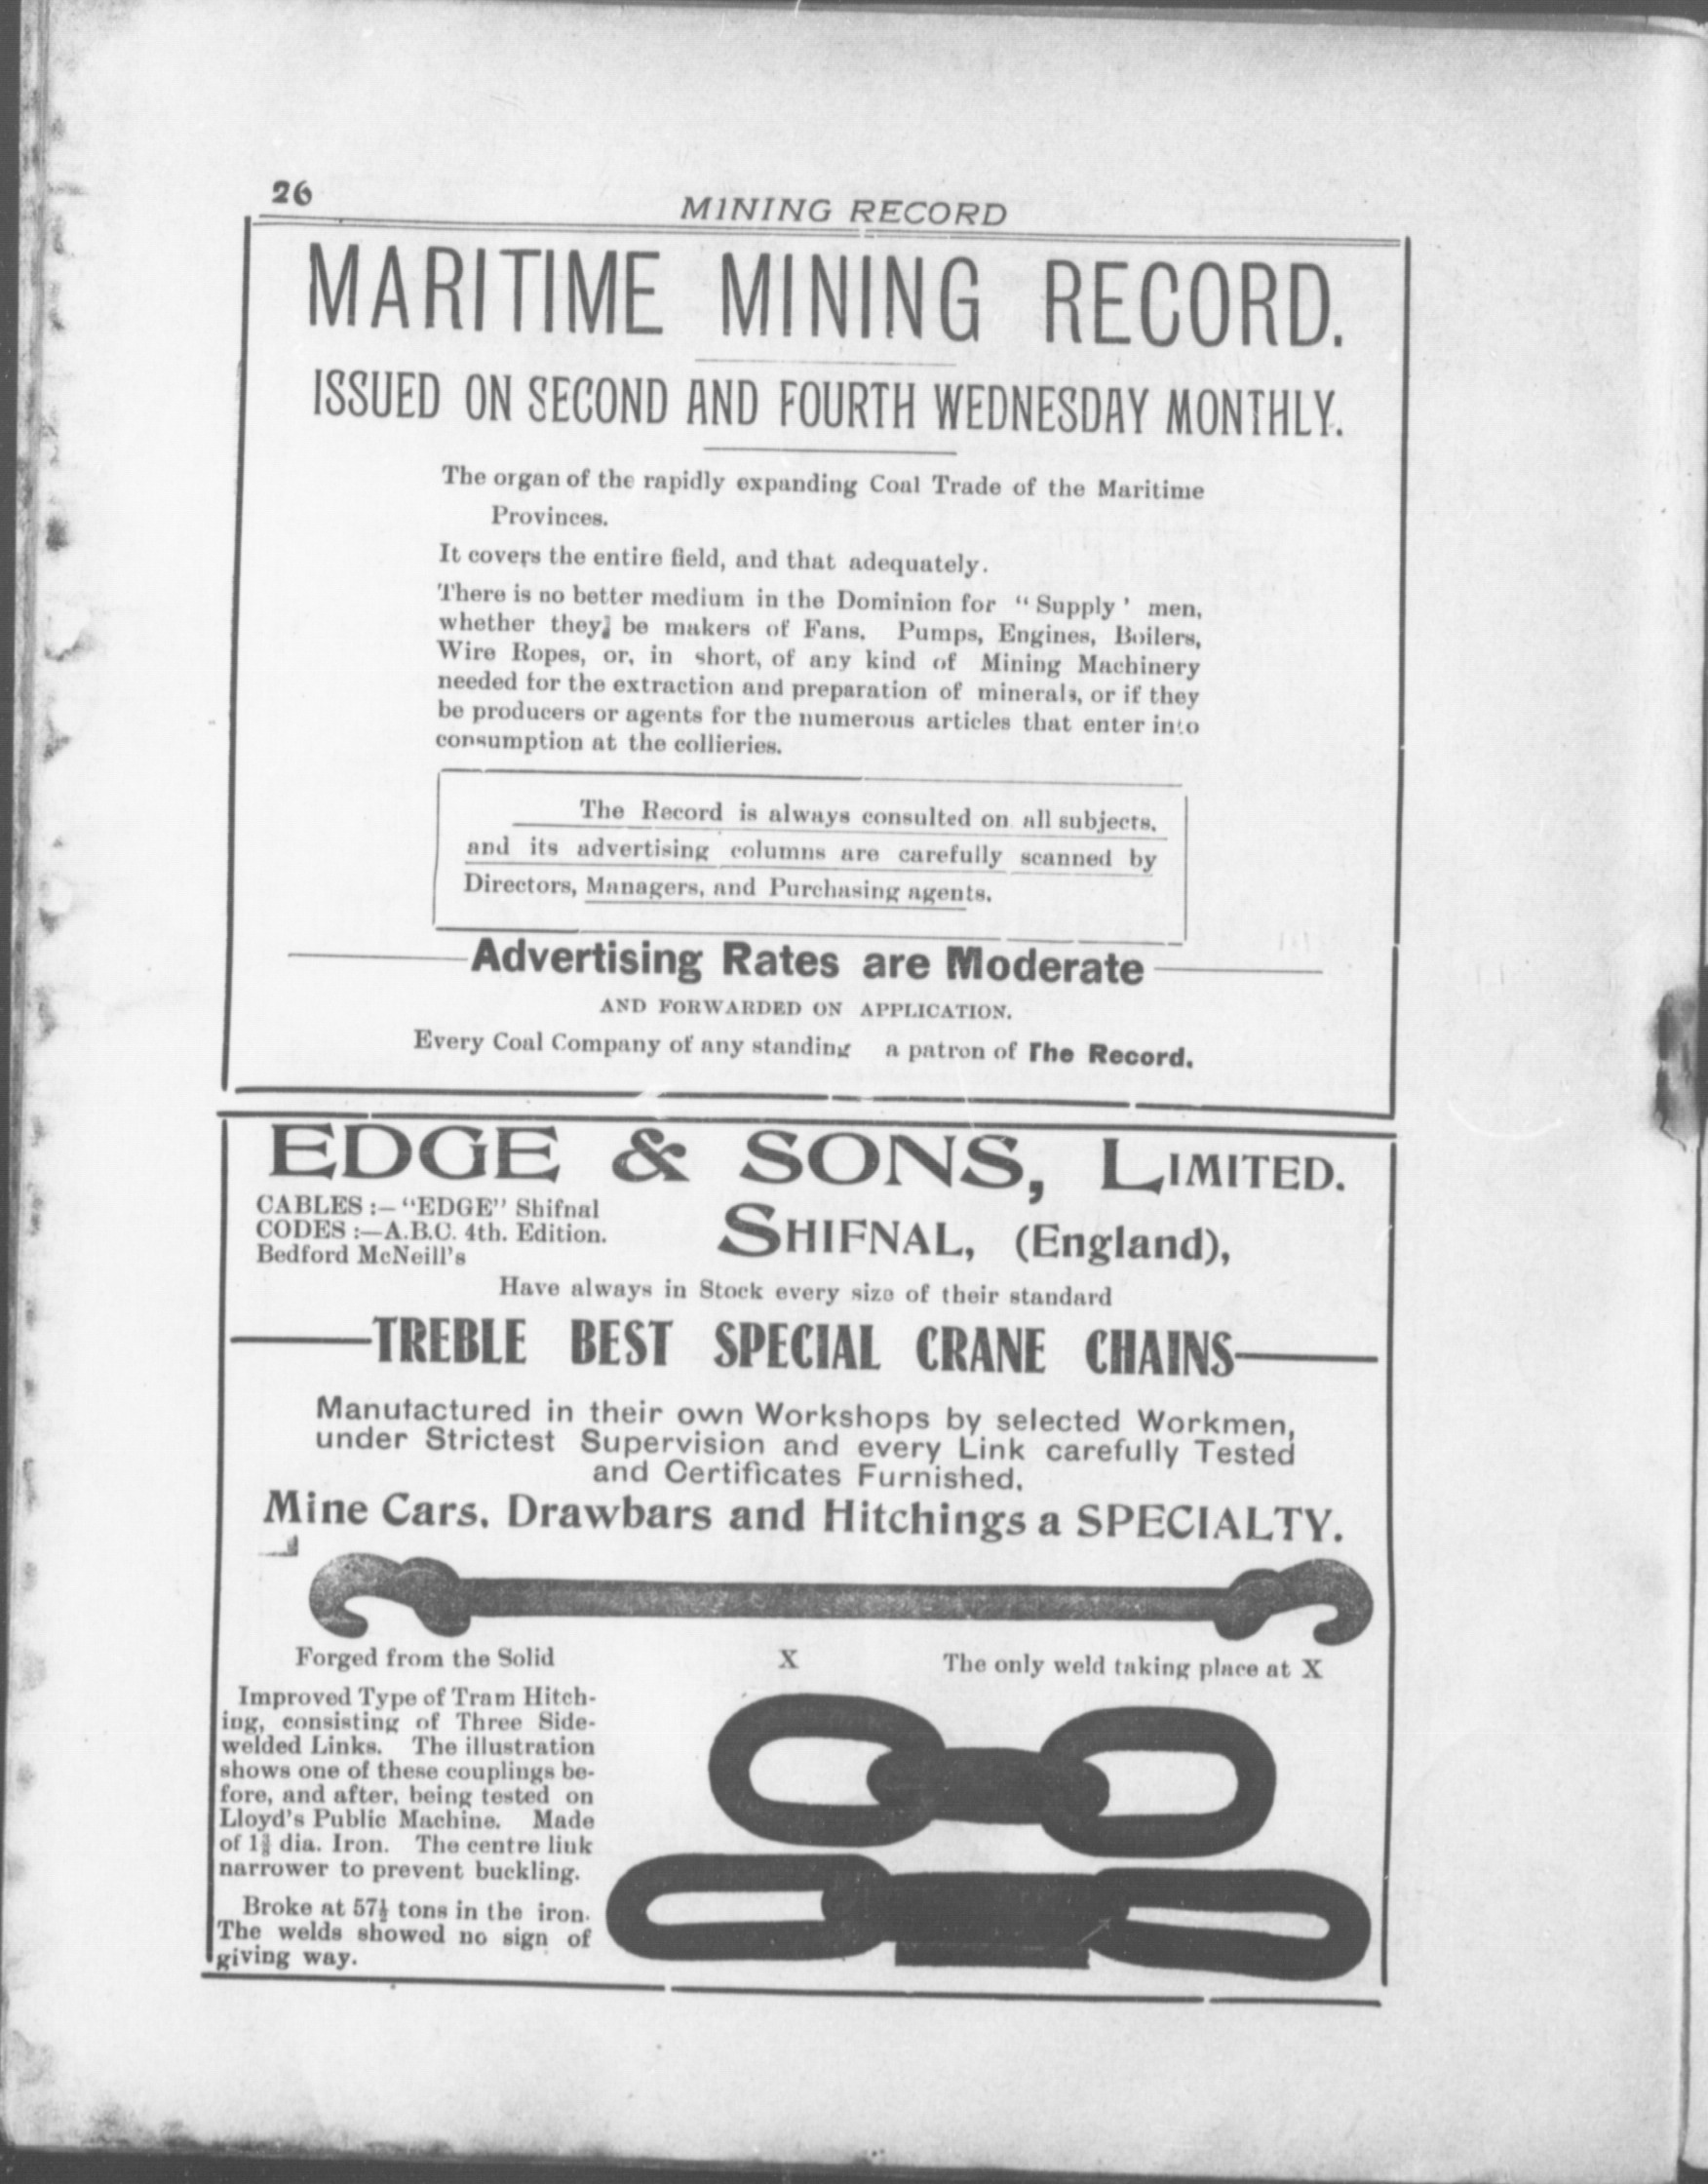 26
MINING RECORD
MARITIME MINING RECORD.
ISSUED ON SECOND AND FOURTH WEDNESDAY MONTHLY.
The organ of the rapidly expanding Coal Trade of the Maritime
Provinces.
It covers the entire field, and that adequately.
There is no better medium in the Dominion for “ Supply ’ men,
whether they be makers of Fans. Pumps, Engines, Boilers,
Wire Ropes, or, in short, of any kind of Mining Machinery
needed for the extraction and preparation of minerals, or if they
be producers or agents for the numerous articles that enter into
consumption at the collieries.
The Record is always consulted on all subjects.
and its advertising columns are carefully scanned by
Directors, Managers, and Purchasing agents.
Advertising Rates are Moderate
AND FORWARDED ON APPLICATION.
Every Coal Company of any standing a patron of The Record.
EDGE & SONS, LIMITED.
CABLES :– “EDGE” Shifnal
CODES :—A.B.C. 4th. Edition.
Bedford McNeill's
SHIFNAL, (England),
Have always in Stock every size of their standard
TREBLE BEST SPECIAL CRANE CHAINS
Manufactured in their own Workshops by selected Workmen,
under Strictest Supervision and every Link carefully Tested
and Certificates Furnished.
Mine Cars. Drawbars and Hitchings a SPECIALTY.
Forged from the Solid X The only weld taking place at X
Improved Type of Tram Hitch-
ing, consisting of Three Side-
welded Links. The illustration
shows one of these couplings be-
fore, and after, being tested on
Lloyd's Public Machine. Made
of dia. Iron. The centre link
narrower to prevent buckling.
Broke at 57½ tons in the iron.
The welds showed no sign of
giving way.